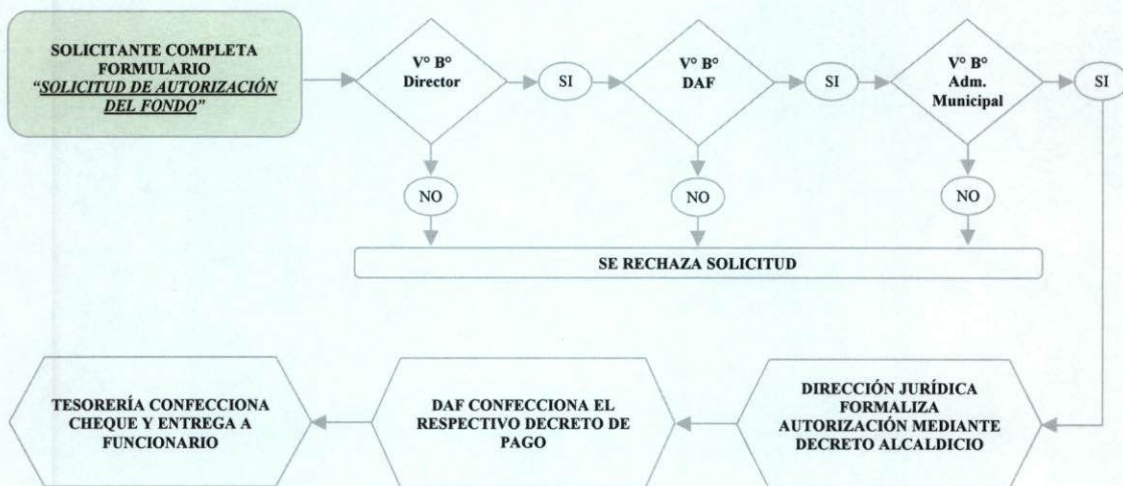 SOLICITANTE COMPLETA
FORMULARIO
“SOLICITUD DE AUTORIZACIÓN
DEL FONDO”
V° B°
Director
SI
V° B°
DAF
SI
V° B°
Adm.
Municipal
SI
NO
NO
NO
SE RECHAZA SOLICITUD
TESORERÍA CONFECCIONA
CHEQUE Y ENTREGA A
FUNCIONARIO
DAF CONFECCIONA EL
RESPECTIVO DECRETO DE
PAGO
DIRECCIÓN JURÍDICA
FORMALIZA
AUTORIZACIÓN MEDIANTE
DECRETO ALCALDICIO